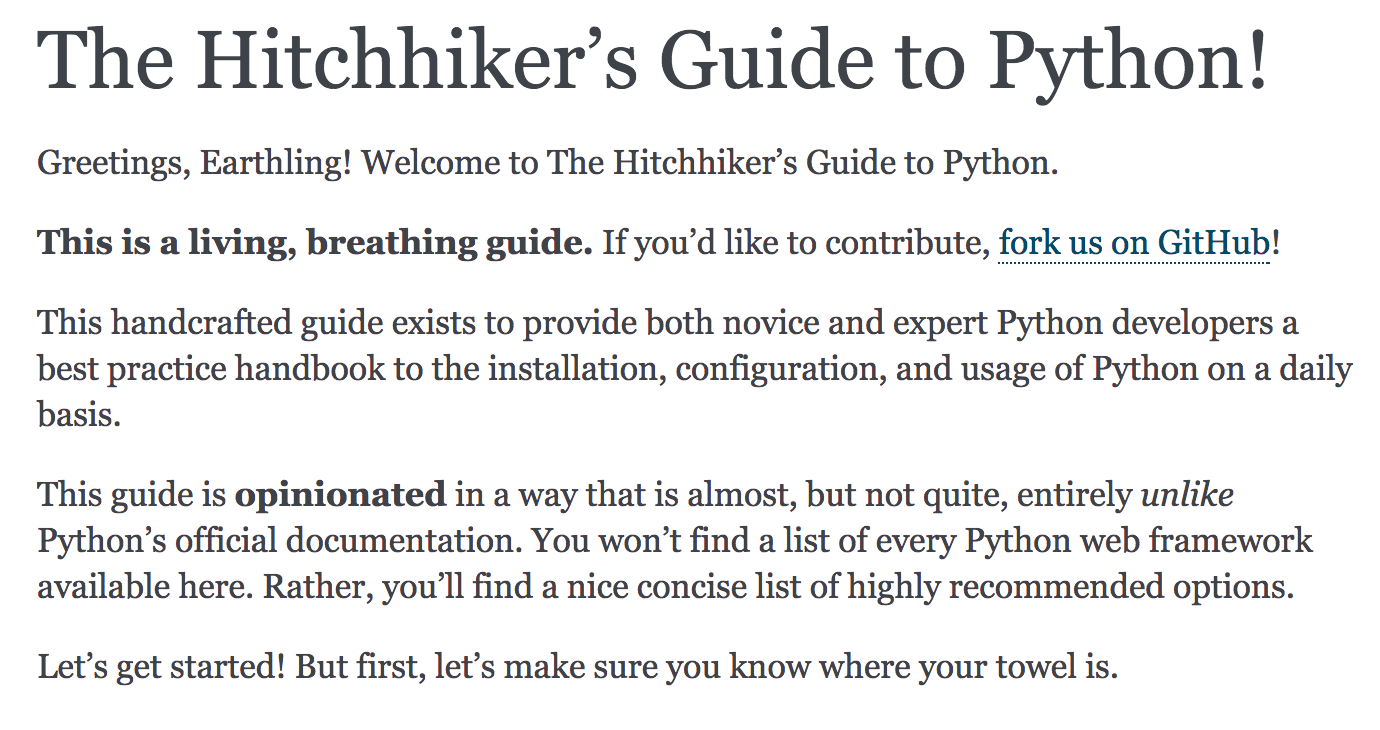 The Hitchhiker’s Guide to Python!
Greetings, Earthling! Welcome to The Hitchhiker’s Guide to Python.
This is a living, breathing guide. If you’d like to contribute, fork us on GitHub!
This handcrafted guide exists to provide both novice and expert Python developers a
best practice handbook to the installation, configuration, and usage of Python on a daily
basis.
This guide is opinionated in a way that is almost, but not quite, entirely unlike
Python’s official documentation. You won’t find a list of every Python web framework
available here. Rather, you’ll find a nice concise list of highly recommended options.
Let’s get started! But first, let’s make sure you know where your towel is.